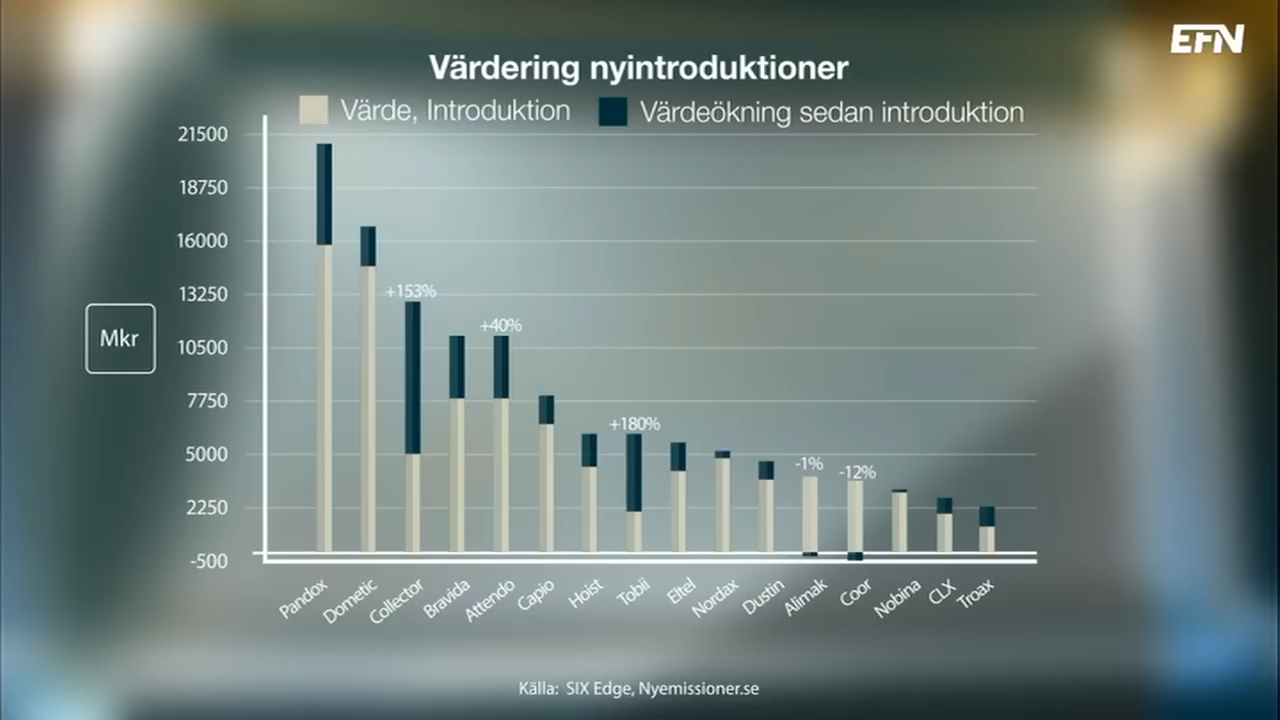 EFN
Värdering nyintroduktioner
Värde, Introduktion
Värdeökning sedan introduktion
21500
18750
16000
13250
10500
7750
5000
2250
-500
Mkr
+153%
+40%
+180%
-1%
-12%
Pandox
Dometic
Collector
Bravida
Attendo
Capio
Hoist
Tobii
Eltel
Nordax
Dustin
Alimak
Coor
Nobina
CLX
Troax
Källa: SIX Edge, Nyemissioner.se